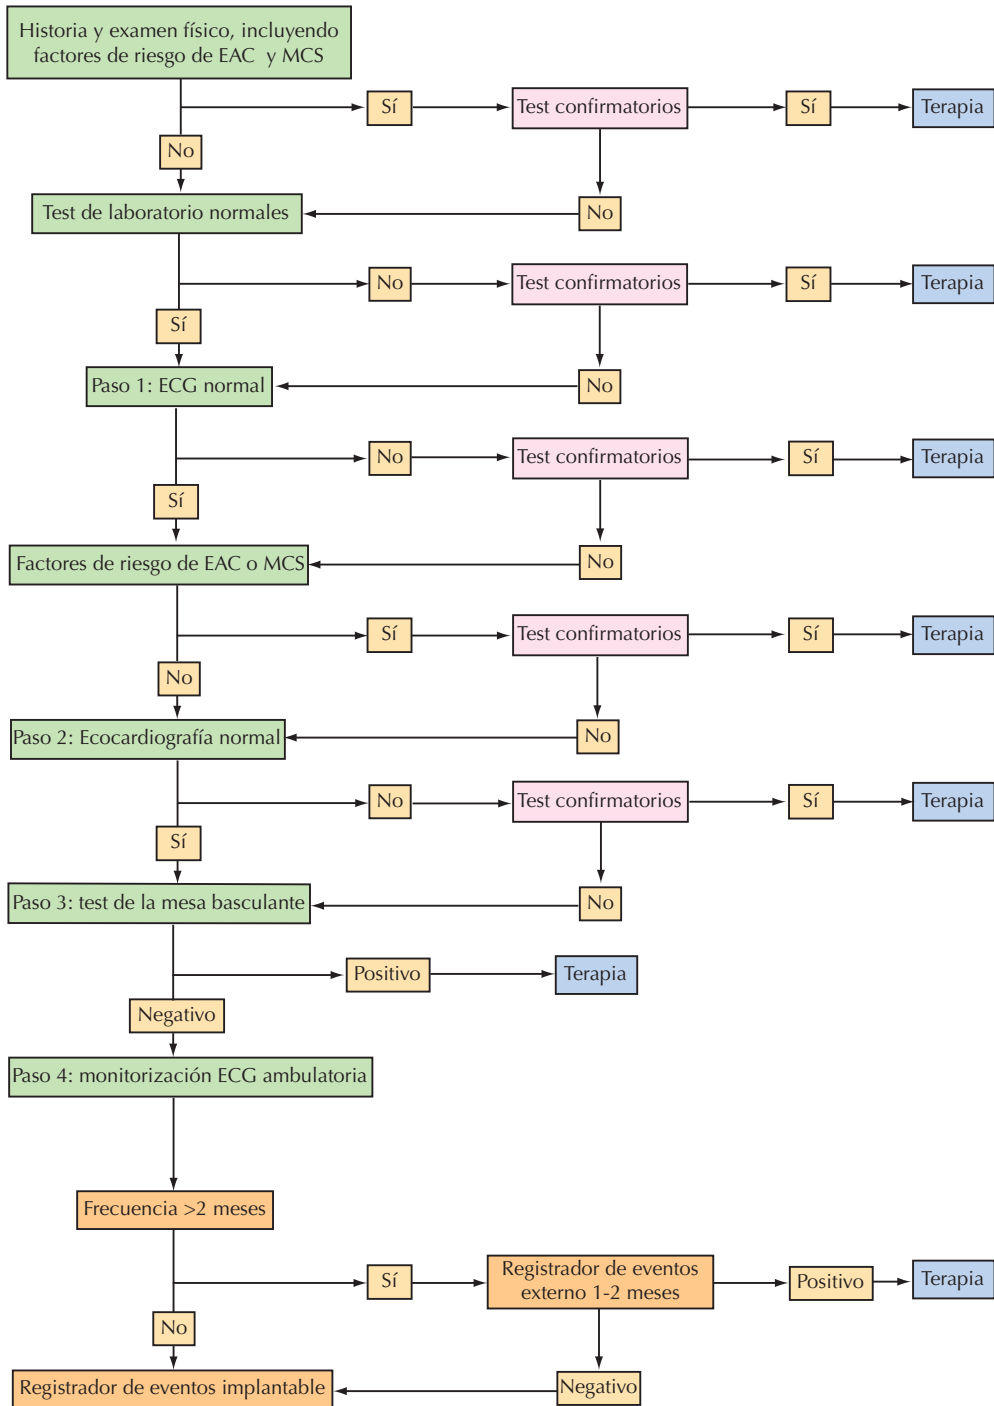 Historia y examen físico, incluyendo
factores de riesgo de EAC y MCS
Sí
Test confirmatorios
Sí
Terapia
No
Test de laboratorio normales
No
No
Test confirmatorios
Sí
Terapia
Sí
Paso 1: ECG normal
No
No
Test confirmatorios
Sí
Terapia
Sí
Factores de riesgo de EAC o MCS
No
Sí
Test confirmatorios
Sí
Terapia
No
Paso 2: Ecocardiografía normal
No
No
Test confirmatorios
Sí
Terapia
Sí
Paso 3: test de la mesa basculante
No
Positivo
Terapia
Negativo
Paso 4: monitorización ECG ambulatoria
Frecuencia >2 meses
Sí
Registrador de eventos
externo 1-2 meses
Positivo
Terapia
No
Registrador de eventos implantable
Negativo